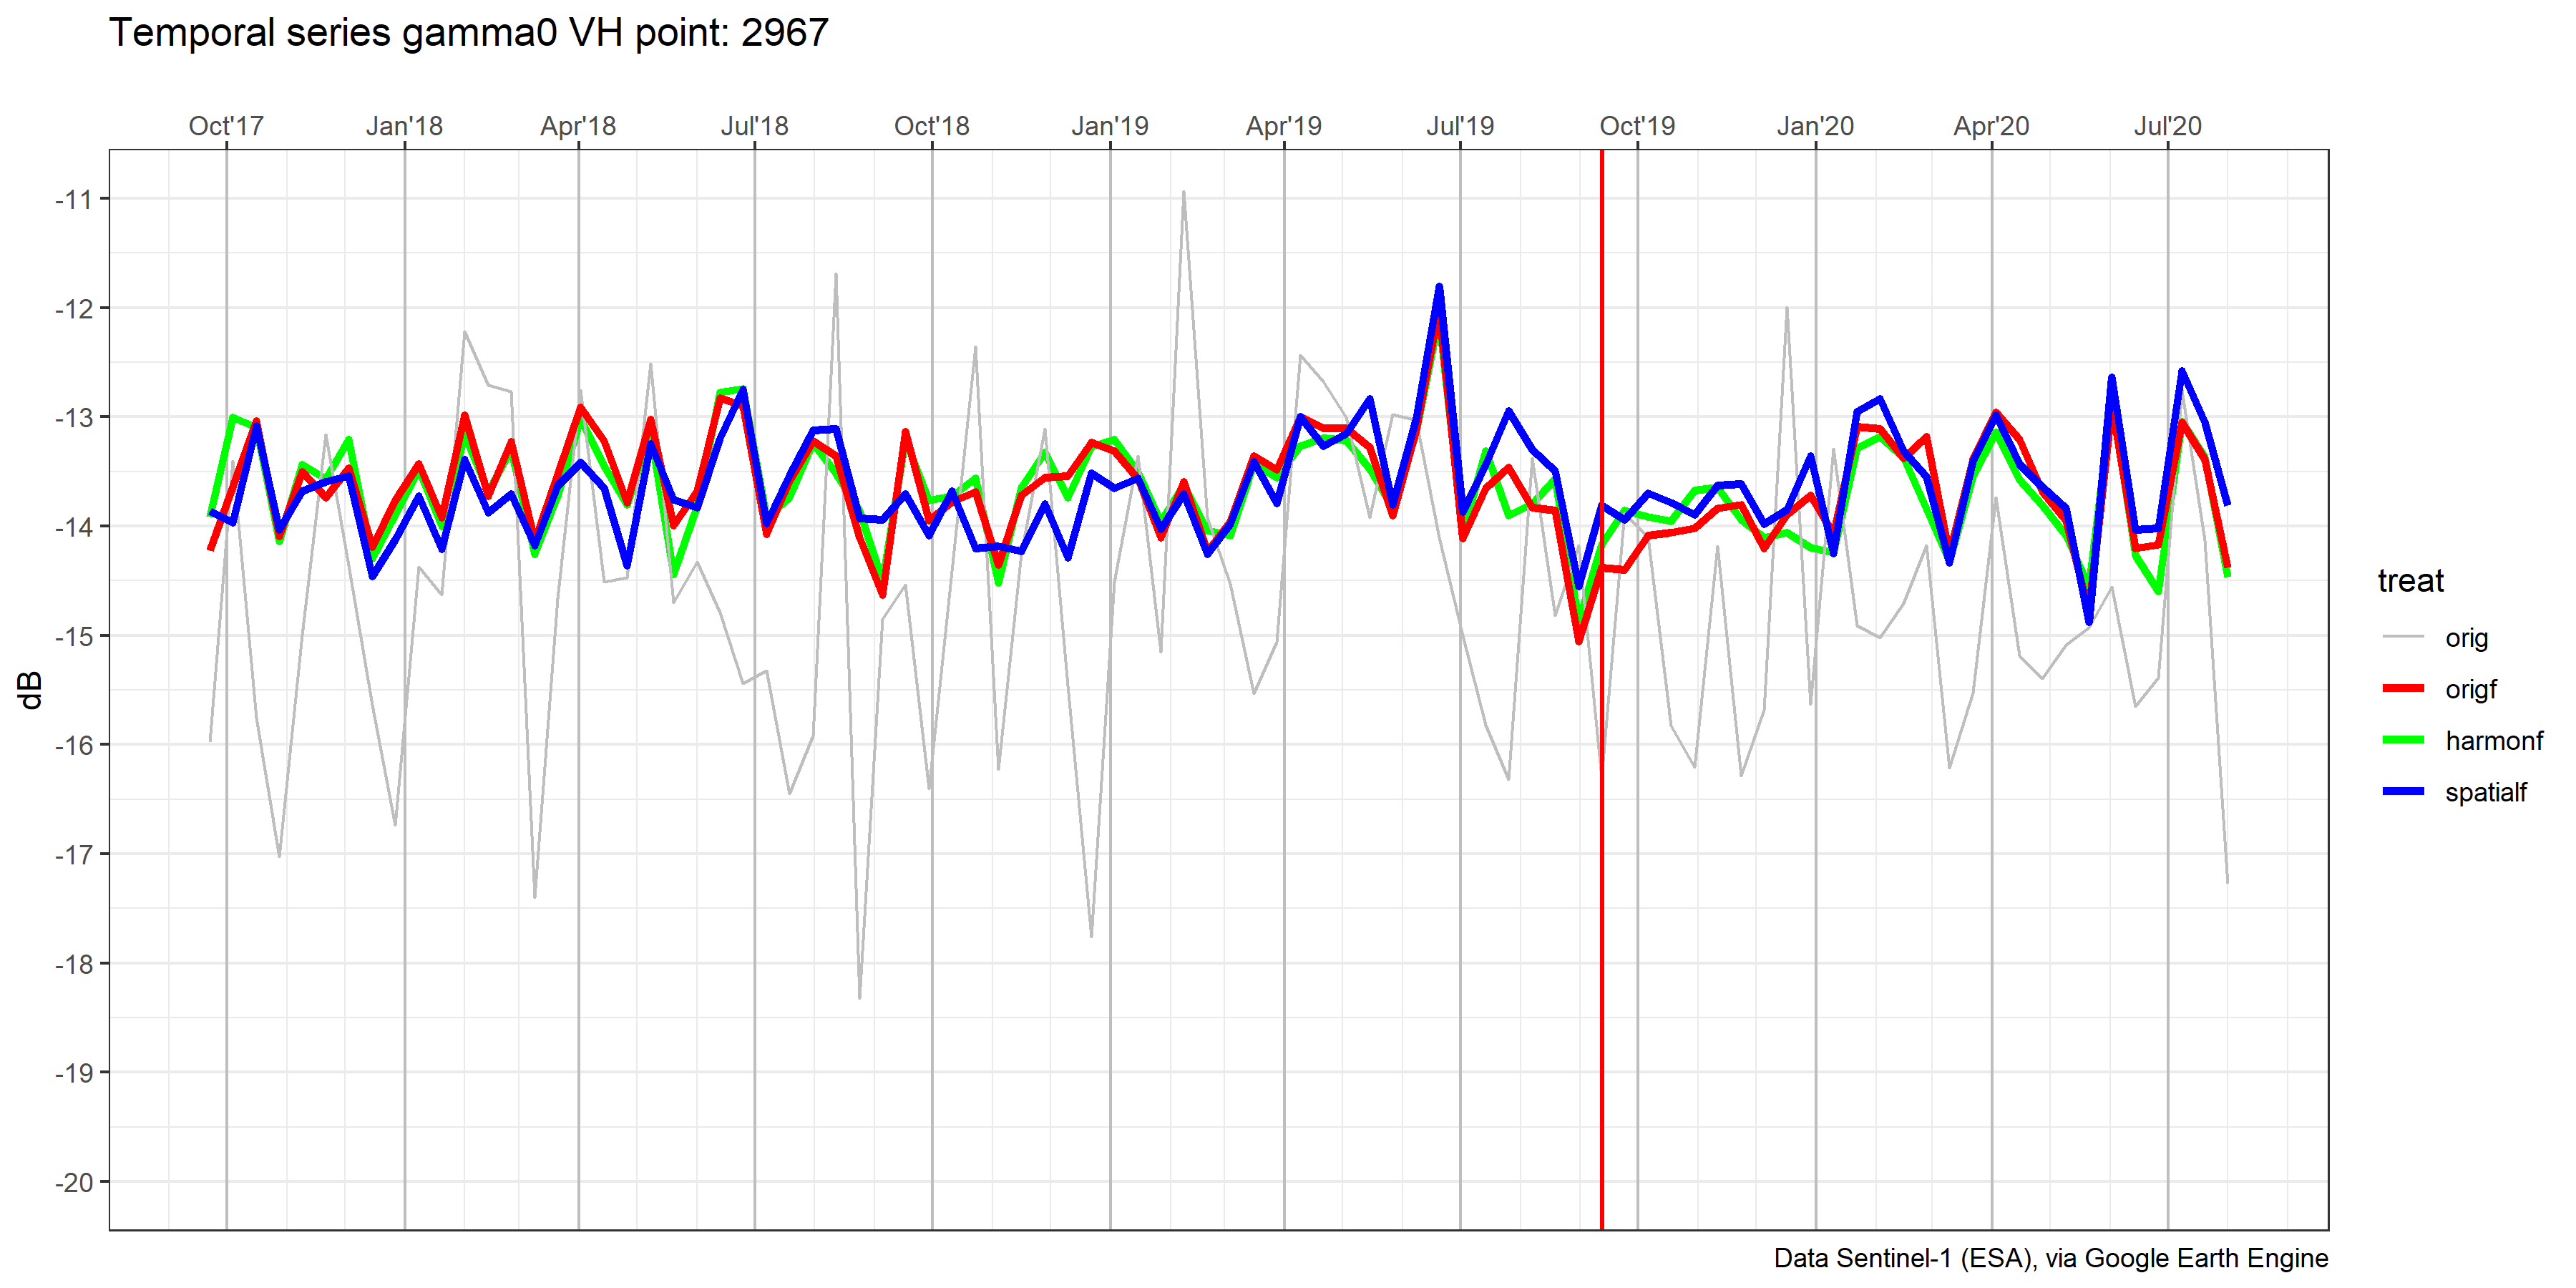 Temporal series gamma0 VH point: 2967
Oct'17 Jan'18 Apr'18 Jul'18 Oct'18 Jan'19 Apr'19 Jul'19 Oct'19 Jan'20 Apr'20 Jul'20
-11
-12
-13
-14
-15
-16
-17
-18
-19
-20
dB
treat
orig
origf
harmonf
spatialf
Data Sentinel-1 (ESA), via Google Earth Engine